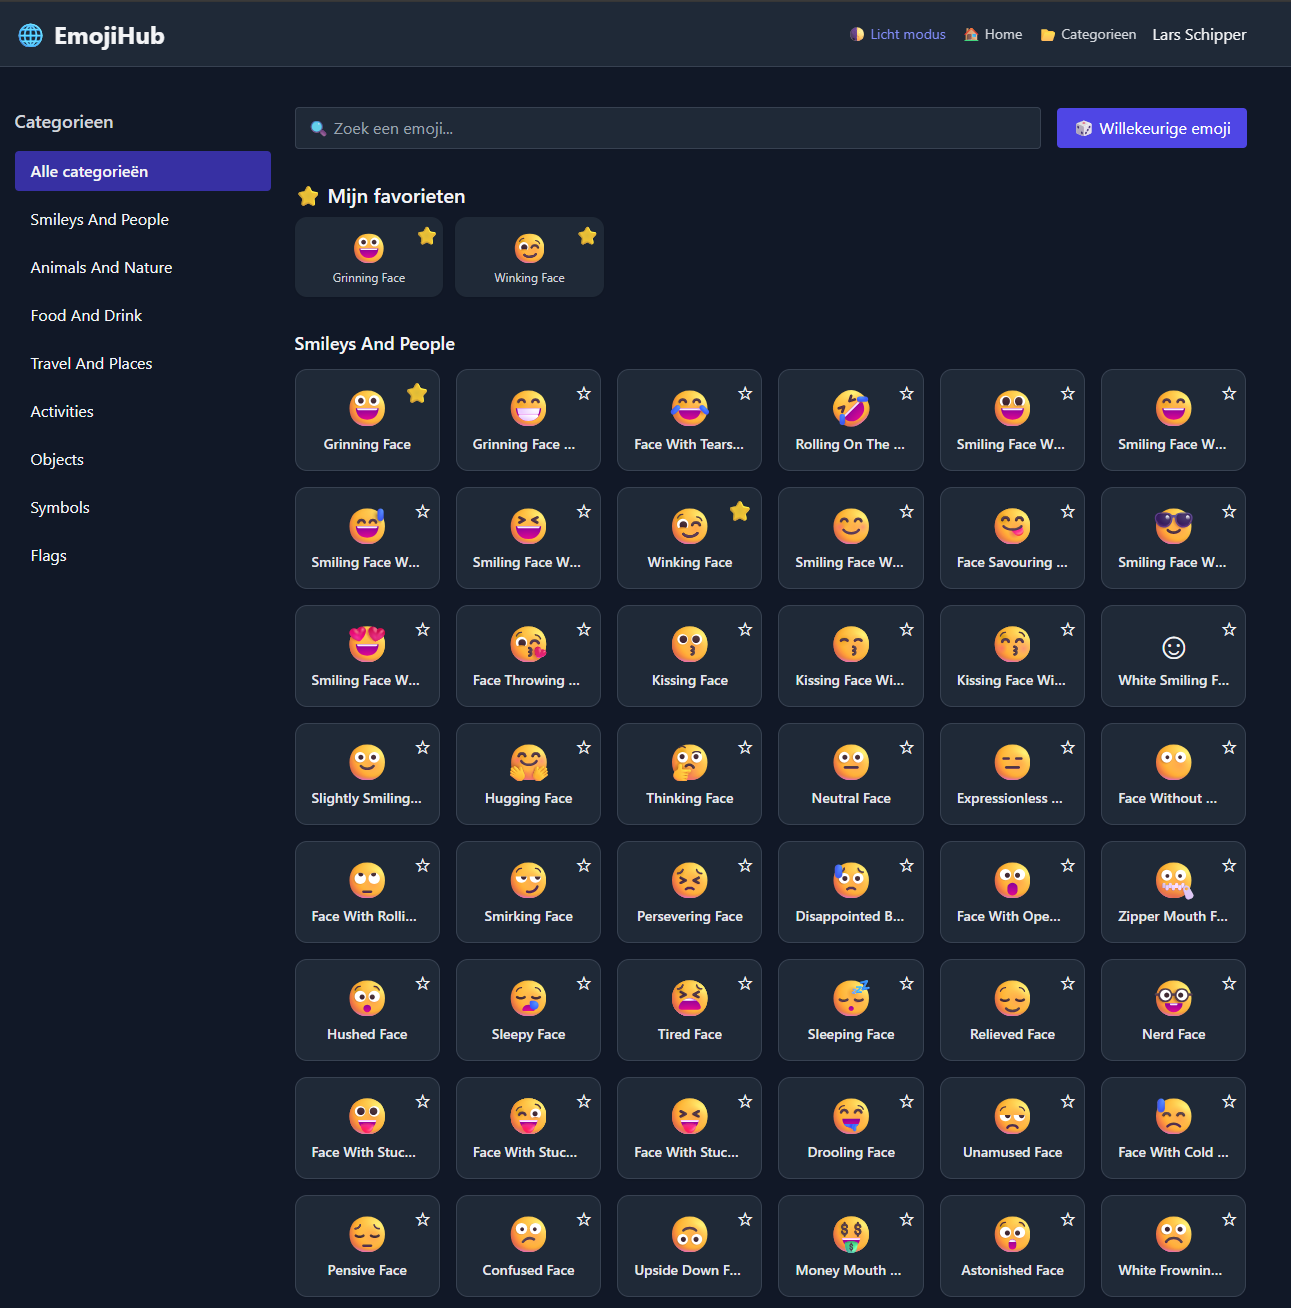 EmojiHub
Licht modus
Home
Categorieen
Lars Schipper
Categorieen
Alle categorieën
Smileys And People
Animals And Nature
Food And Drink
Travel And Places
Activities
Objects
Symbols
Flags
Zoek een emoji...
Willekeurige emoji
Mijn favorieten
Grinning Face
Winking Face
Smileys And People
Grinning Face
Grinning Face ...
Face With Tears...
Rolling On The ...
Smiling Face W...
Smiling Face W...
Smiling Face W...
Smiling Face W...
Winking Face
Smiling Face W...
Face Savouring ...
Smiling Face W...
Smiling Face W...
Face Throwing ...
Kissing Face
Kissing Face Wi...
Kissing Face Wi...
White Smiling F...
Slightly Smiling...
Hugging Face
Thinking Face
Neutral Face
Expressionless ...
Face Without ...
Face With Rolli...
Smirking Face
Persevering Face
Disappointed B...
Face With Ope...
Zipper Mouth F...
Hushed Face
Sleepy Face
Tired Face
Sleeping Face
Relieved Face
Nerd Face
Face With Stuc...
Face With Stuc...
Face With Stuc...
Drooling Face
Unamused Face
Face With Cold ...
Pensive Face
Confused Face
Upside Down F...
Money Mouth ...
Astonished Face
White Frownin...